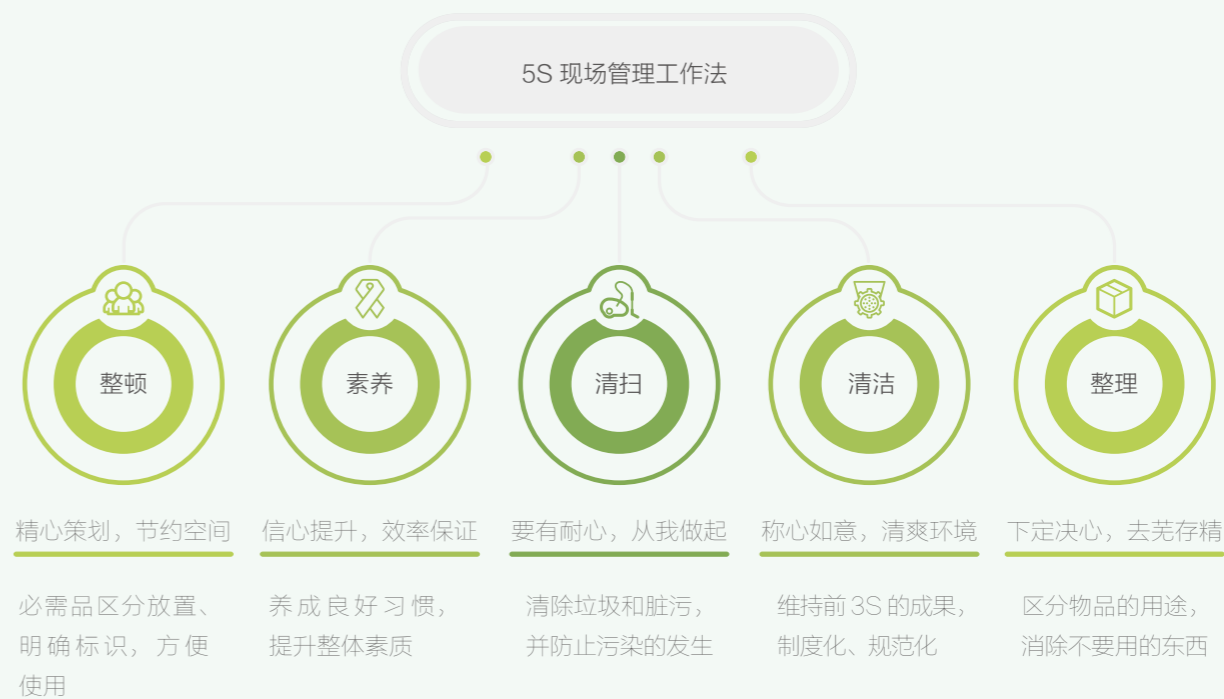 5S 现场管理工作法
整顿
素养
清扫
清洁
整理
精心策划，节约空间
信心提升，效率保证
要有耐心，从我做起
称心如意，清爽环境
下定决心，去芜存精
必需品区分放置、
明确标识，方便
使用
养成良好习惯，
提升整体素质
清除垃圾和脏污，
并防止污染的发生
维持前 3S 的成果，
制度化、规范化
区分物品的用途，
消除不要用的东西